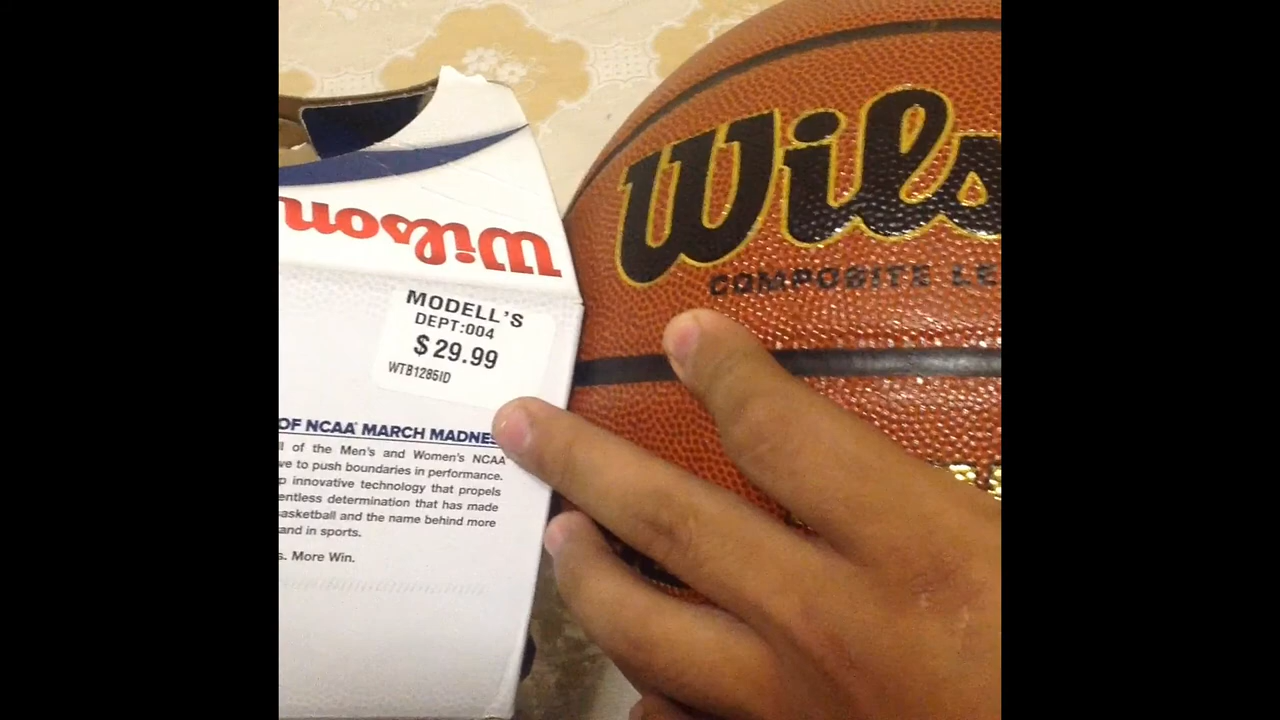 Wilson
MODELL'S
DEPT:004
$29.99
WTB1285ID
OF NCAA MARCH MADNES
of the Men's and Women's NCAA
ve to push boundaries in performance.
innovative technology that propels
entless determination that has made
asketball and the name behind more
and in sports.
s. More Win.
Wils
COMPOSITE LE